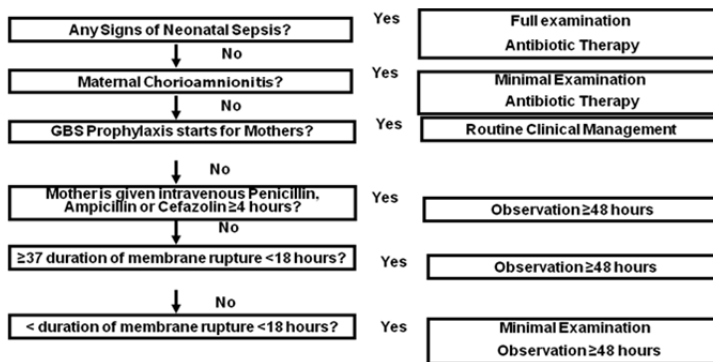 Any Signs of Neonatal Sepsis?
Yes
Full examination
Antibiotic Therapy
No
Maternal Chorioamnionitis?
Yes
Minimal Examination
Antibiotic Therapy
No
GBS Prophylaxis starts for Mothers?
Yes
Routine Clinical Management
No
Mother is given intravenous Penicillin,
Ampicillin or Cefazolin ≥4 hours?
Yes
Observation ≥48 hours
No
≥37 duration of membrane rupture <18 hours?
Yes
Observation ≥48 hours
No
< duration of membrane rupture <18 hours?
Yes
Minimal Examination
Observation ≥48 hours